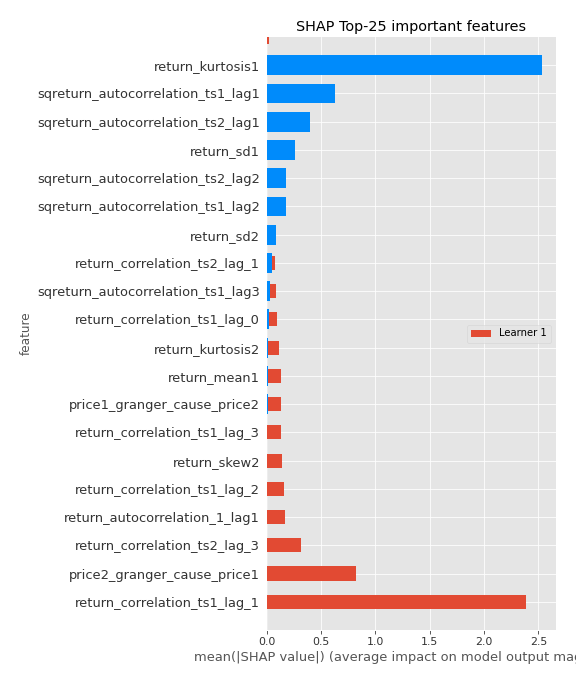 SHAP Top-25 important features
return_kurtosis1
sqreturn_autocorrelation_ts1_lag1
sqreturn_autocorrelation_ts2_lag1
return_sd1
sqreturn_autocorrelation_ts2_lag2
sqreturn_autocorrelation_ts1_lag2
return_sd2
return_correlation_ts2_lag_1
sqreturn_autocorrelation_ts1_lag3
return_correlation_ts1_lag_0
return_kurtosis2
return_mean1
price1_granger_cause_price2
return_correlation_ts1_lag_3
return_skew2
return_correlation_ts1_lag_2
return_autocorrelation_1_lag1
return_correlation_ts2_lag_3
price2_granger_cause_price1
return_correlation_ts1_lag_1
feature
Learner 1
0.0 0.5 1.0 1.5 2.0 2.5
mean(|SHAP value|) (average impact on model output mag